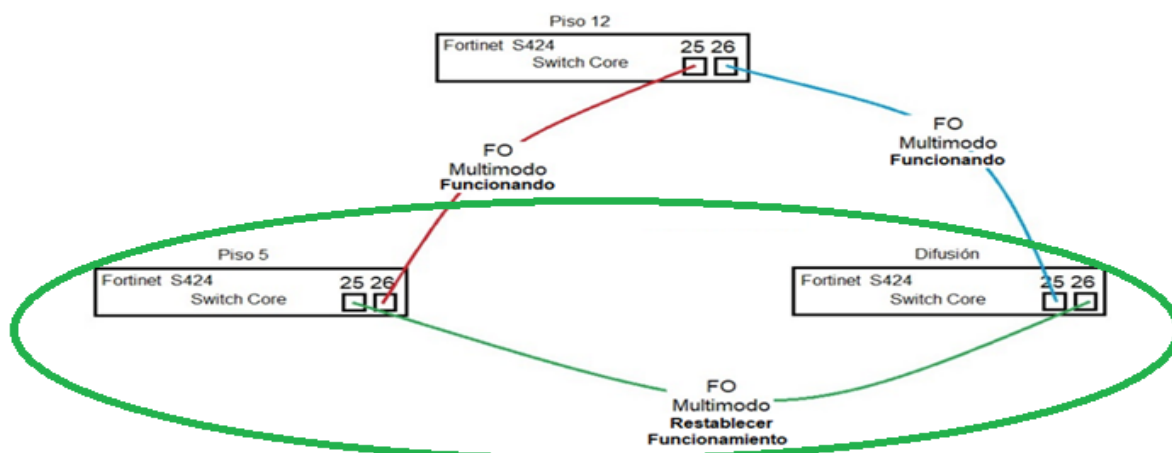 Piso 12
Fortinet S424
25 26
Switch Core
FO
Multimodo
Funcionando
FO
Multimodo
Funcionando
Piso 5
Fortinet S424
25 26
Switch Core
Difusión
Fortinet S424
25 26
Switch Core
FO
Multimodo
Restablecer
Funcionamiento